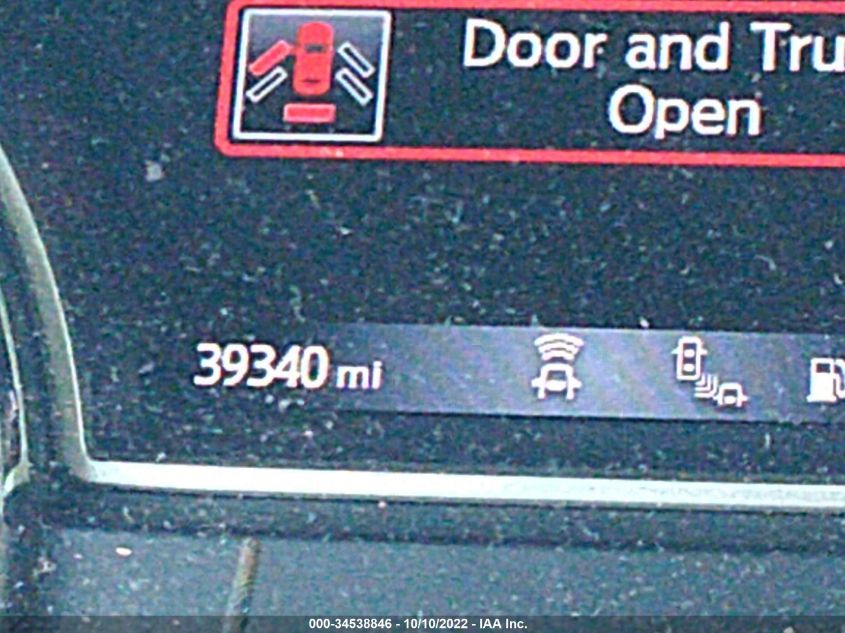 Door and Tru
Open
39340 mi
000-34538846 - 10/10/2022 - IAA Inc.